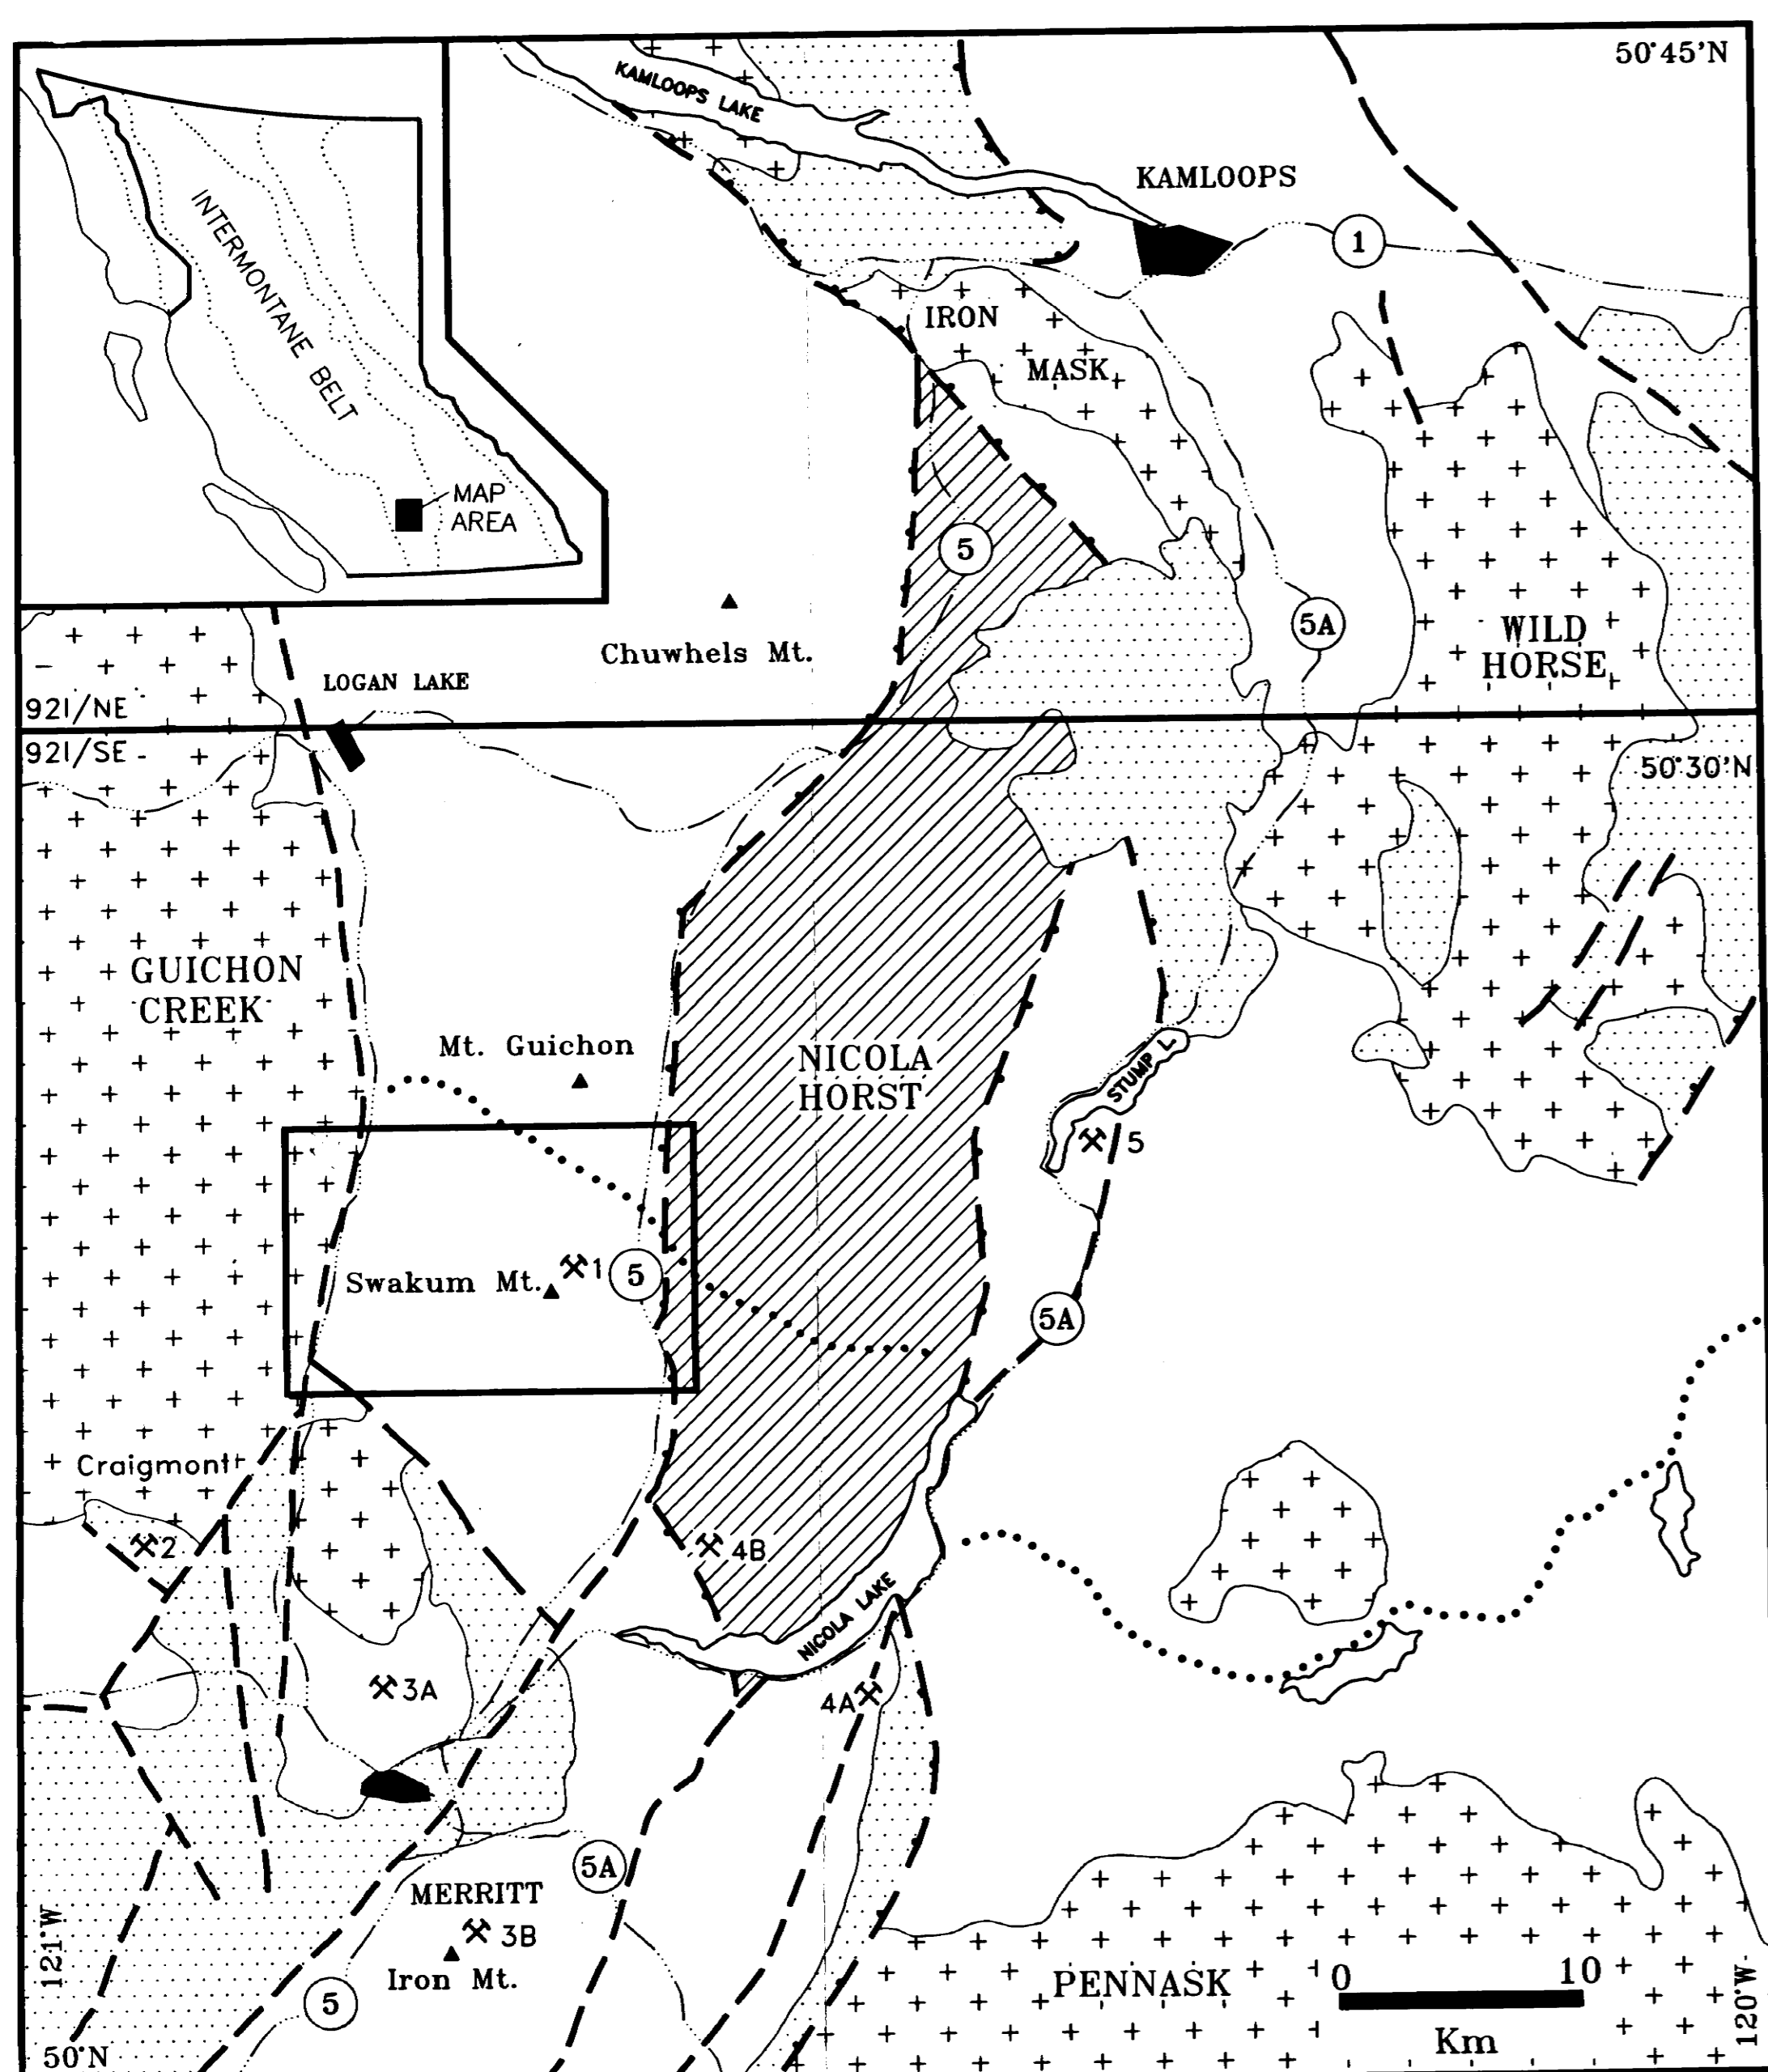 50°45'N
KAMLOOPS LAKE
KAMLOOPS
1
INTERMONTANE BELT
MAP
AREA
IRON
MASK
5
5A
Chuwhels Mt.
WILD
HORSE
LOGAN LAKE
92I/NE
92I/SE
50°30'N
GUICHON
CREEK
Mt. Guichon
NICOLA
HORST
STUMP L.
5
Swakum Mt.
1
5
5A
Craigmont
2
4B
NICOLA LAKE
3A
4A
5A
MERRITT
3B
Iron Mt.
5
PENNASK
0 10
Km
121°W
120°W
50°N